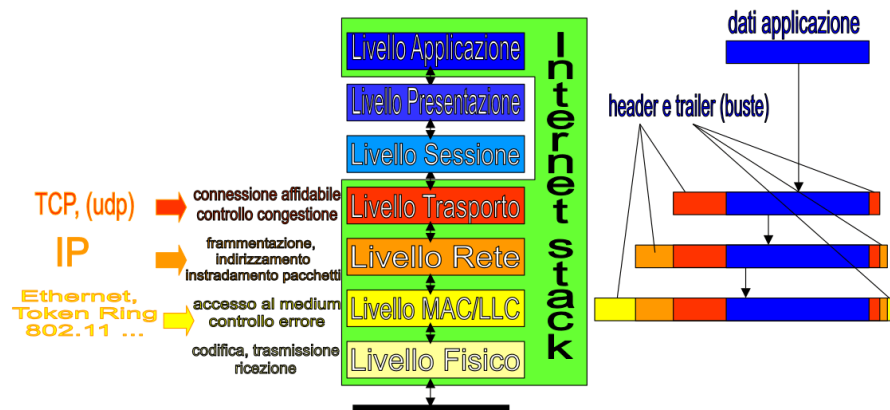 dati applicazione
Livello Applicazione
Livello Presentazione
header e trailer (buste)
Livello Sessione
Internet stack
TCP, (udp)
connessione affidabile
controllo congestione
Livello Trasporto
IP
frammentazione,
indirizzamento
instradamento pacchetti
Livello Rete
Ethernet,
Token Ring
802.11 ...
accesso al medium
controllo errore
Livello MAC/LLC
codifica, trasmissione
ricezione
Livello Fisico